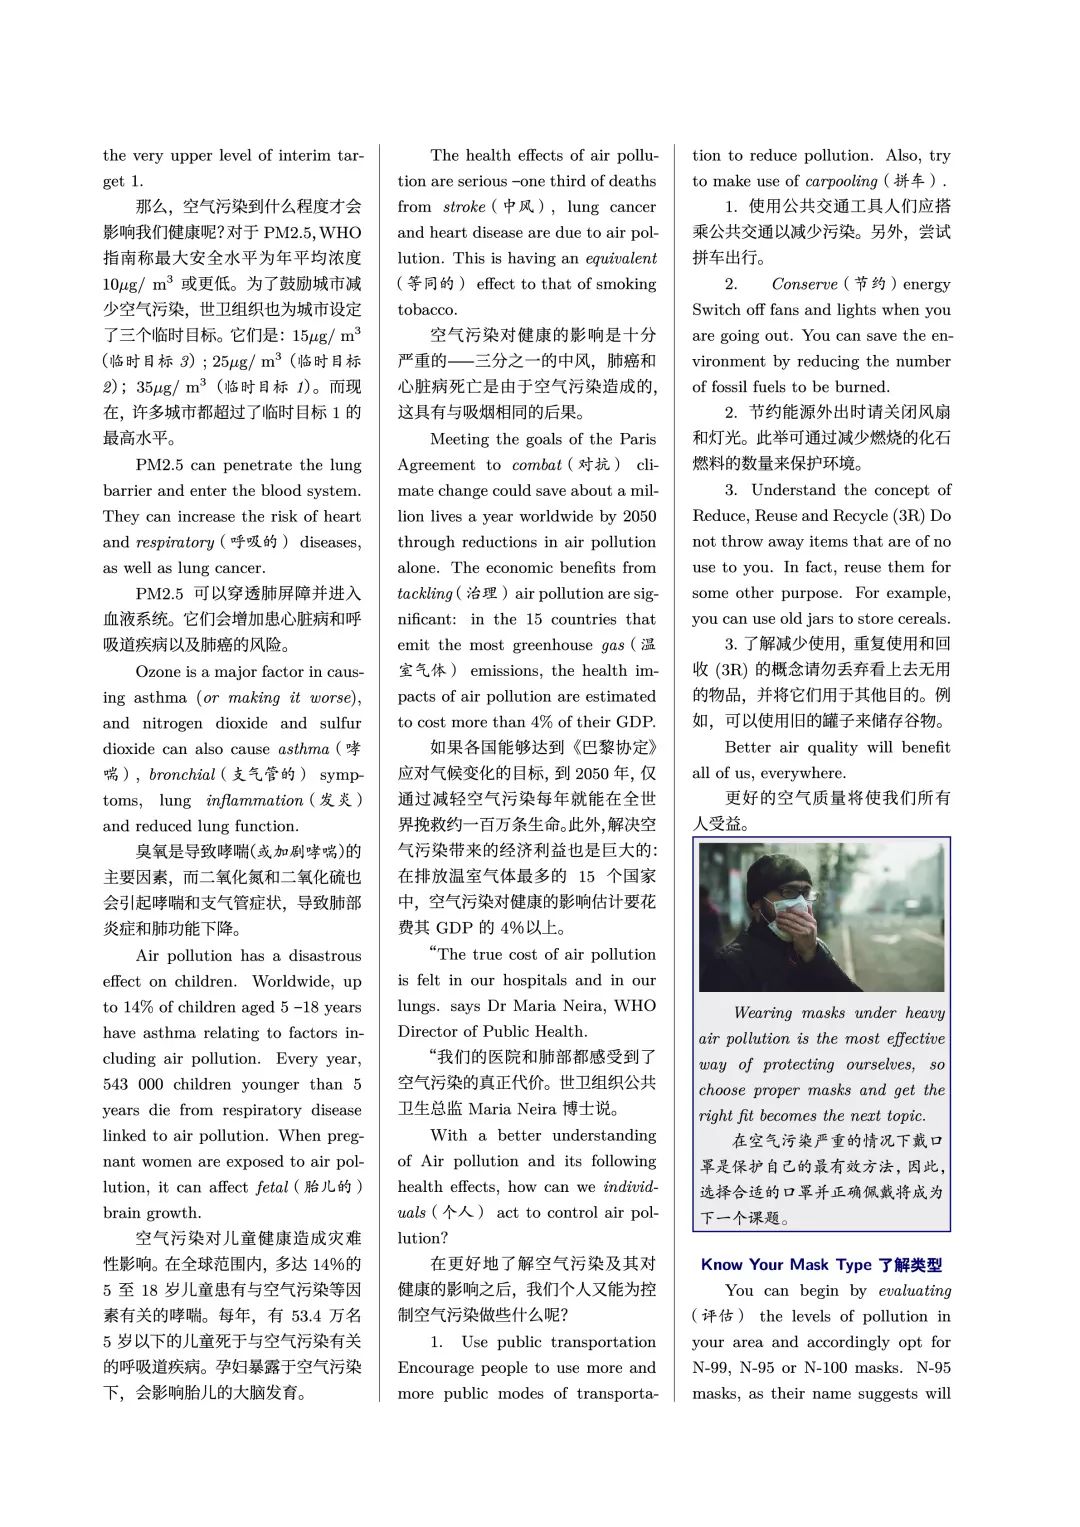 the very upper level of interim tar-
get 1.
那么，空气污染到什么程度才会
影响我们健康呢？对于 PM2.5, WHO
指南称最大安全水平为年平均浓度
10μg/ m³ 或更低。为了鼓励城市减
少空气污染，世卫组织也为城市设定
了三个临时目标。它们是：15μg/ m³
(临时目标 3)；25μg/ m³（临时目标
2)；35μg/ m³（临时目标 1)。而现
在，许多城市都超过了临时目标 1 的
最高水平。
PM2.5 can penetrate the lung
barrier and enter the blood system.
They can increase the risk of heart
and respiratory（呼吸的）diseases,
as well as lung cancer.
PM2.5 可以穿透肺屏障并进入
血液系统。它们会增加患心脏病和呼
吸道疾病以及肺癌的风险。
Ozone is a major factor in caus-
ing asthma (or making it worse),
and nitrogen dioxide and sulfur
dioxide can also cause asthma（哮
喘）, bronchial（支气管的）symp-
toms, lung inflammation（发炎）
and reduced lung function.
臭氧是导致哮喘(或加剧哮喘)的
主要因素，而二氧化氮和二氧化硫也
会引起哮喘和支气管症状，导致肺部
炎症和肺功能下降。
Air pollution has a disastrous
effect on children. Worldwide, up
to 14% of children aged 5 –18 years
have asthma relating to factors in-
cluding air pollution. Every year,
543 000 children younger than 5
years die from respiratory disease
linked to air pollution. When preg-
nant women are exposed to air pol-
lution, it can affect fetal（胎儿的）
brain growth.
空气污染对儿童健康造成灾难
性影响。在全球范围内，多达 14%的
5 至 18 岁儿童患有与空气污染等因
素有关的哮喘。每年，有 53.4 万名
5 岁以下的儿童死于与空气污染有关
的呼吸道疾病。孕妇暴露于空气污染
下，会影响胎儿的大脑发育。
The health effects of air pollu-
tion are serious –one third of deaths
from stroke（中风）, lung cancer
and heart disease are due to air pol-
lution. This is having an equivalent
（等同的）effect to that of smoking
tobacco.
空气污染对健康的影响是十分
严重的——三分之一的中风，肺癌和
心脏病死亡是由于空气污染造成的，
这具有与吸烟相同的后果。
Meeting the goals of the Paris
Agreement to combat（对抗）cli-
mate change could save about a mil-
lion lives a year worldwide by 2050
through reductions in air pollution
alone. The economic benefits from
tackling（治理）air pollution are sig-
nificant: in the 15 countries that
emit the most greenhouse gas（温
室气体）emissions, the health im-
pacts of air pollution are estimated
to cost more than 4% of their GDP.
如果各国能够达到《巴黎协定》
应对气候变化的目标，到 2050 年，仅
通过减轻空气污染每年就能在全世
界挽救约一百万条生命。此外，解决空
气污染带来的经济利益也是巨大的：
在排放温室气体最多的 15 个国家
中，空气污染对健康的影响估计要花
费其 GDP 的 4%以上。
“The true cost of air pollution
is felt in our hospitals and in our
lungs. says Dr Maria Neira, WHO
Director of Public Health.
“我们的医院和肺部都感受到了
空气污染的真正代价。世卫组织公共
卫生总监 Maria Neira 博士说。
With a better understanding
of Air pollution and its following
health effects, how can we individ-
uals（个人）act to control air pol-
lution?
在更好地了解空气污染及其对
健康的影响之后，我们个人又能为控
制空气污染做些什么呢？
1. Use public transportation
Encourage people to use more and
more public modes of transporta-
tion to reduce pollution. Also, try
to make use of carpooling（拼车）.
1. 使用公共交通工具人们应搭
乘公共交通以减少污染。另外，尝试
拼车出行。
2. Conserve（节约）energy
Switch off fans and lights when you
are going out. You can save the en-
vironment by reducing the number
of fossil fuels to be burned.
2. 节约能源外出时请关闭风扇
和灯光。此举可通过减少燃烧的化石
燃料的数量来保护环境。
3. Understand the concept of
Reduce, Reuse and Recycle (3R) Do
not throw away items that are of no
use to you. In fact, reuse them for
some other purpose. For example,
you can use old jars to store cereals.
3. 了解减少使用，重复使用和回
收 (3R) 的概念请勿丢弃看上去无用
的物品，并将它们用于其他目的。例
如，可以使用旧的罐子来储存谷物。
Better air quality will benefit
all of us, everywhere.
更好的空气质量将使我们所有
人受益。
Wearing masks under heavy
air pollution is the most effective
way of protecting ourselves, so
choose proper masks and get the
right fit becomes the next topic.
在空气污染严重的情况下戴口
罩是保护自己的最有效方法，因此，
选择合适的口罩并正确佩戴将成为
下一个课题。
Know Your Mask Type 了解类型
You can begin by evaluating
（评估）the levels of pollution in
your area and accordingly opt for
N-99, N-95 or N-100 masks. N-95
masks, as their name suggests will